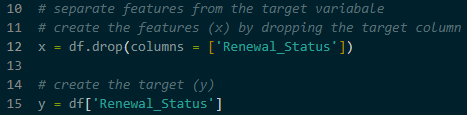 10 # separate features from the target variabale
11 # create the features (x) by dropping the target column
12 x = df.drop(columns = ['Renewal_Status'])
13
14 # create the target (y)
15 y = df['Renewal_Status']